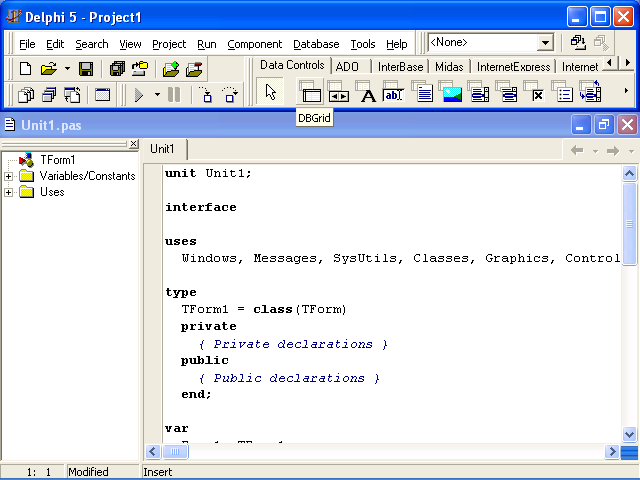 Delphi 5 - Project1
File Edit Search View Project Run Component Database Tools Help <None>
Data Controls ADO InterBase Midas InternetExpress Internet
A ab
DBGrid
Unit1.pas
TForm1
Variables/Constants
Uses
Unit1
unit Unit1;
interface
uses
Windows, Messages, SysUtils, Classes, Graphics, Control
type
TForm1 = class(TForm)
private
{ Private declarations }
public
{ Public declarations }
end;
var
1: 1 Modified Insert